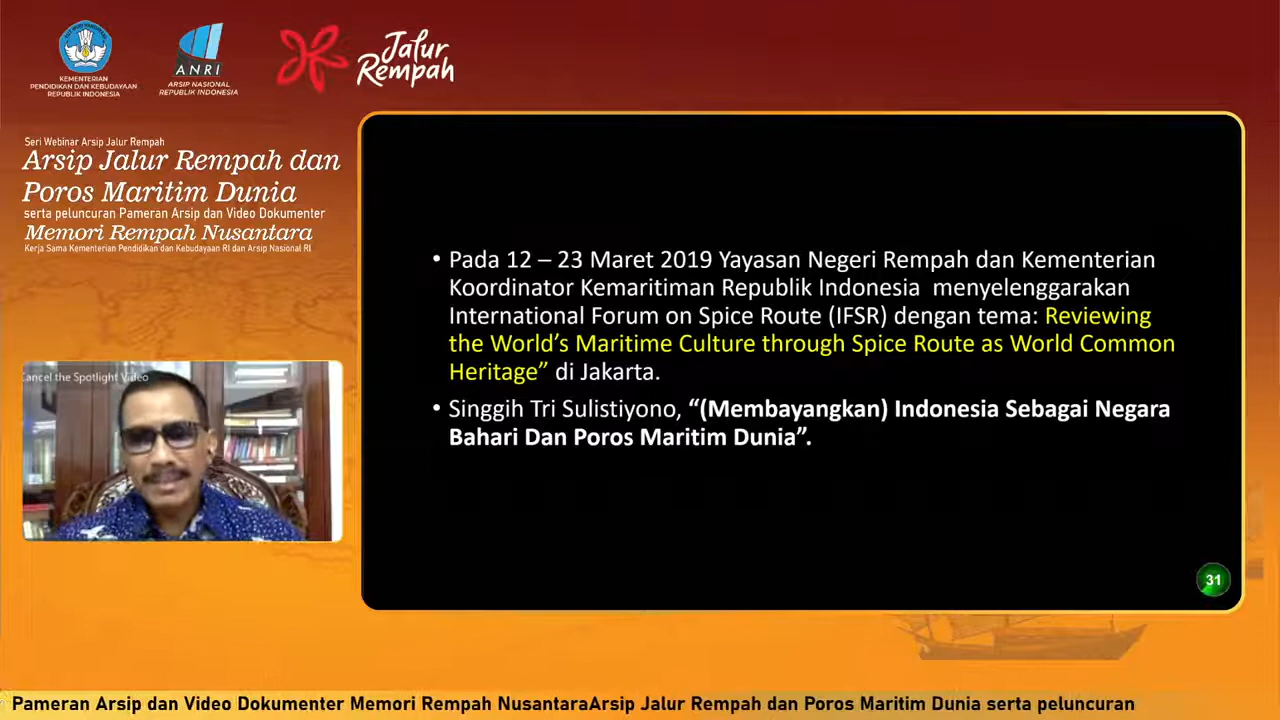 KEMENTERIAN
PENDIDIKAN DAN KEBUDAYAAN
REPUBLIK INDONESIA
ANRI
ARSIP NASIONAL
REPUBLIK INDONESIA
Jalur
Rempah
Seri Webinar Arsip Jalur Rempah
Arsip Jalur Rempah dan
Poros Maritim Dunia
serta peluncuran Pameran Arsip dan Video Dokumenter
Memori Rempah Nusantara
Kerja Sama Kementerian Pendidikan dan Kebudayaan RI dan Arsip Nasional RI
Cancel the Spotlight Video
• Pada 12 – 23 Maret 2019 Yayasan Negeri Rempah dan Kementerian
Koordinator Kemaritiman Republik Indonesia menyelenggarakan
International Forum on Spice Route (IFSR) dengan tema: Reviewing
the World’s Maritime Culture through Spice Route as World Common
Heritage” di Jakarta.
• Singgih Tri Sulistiyono, “(Membayangkan) Indonesia Sebagai Negara
Bahari Dan Poros Maritim Dunia”.
31
Pameran Arsip dan Video Dokumenter Memori Rempah NusantaraArsip Jalur Rempah dan Poros Maritim Dunia serta peluncuran